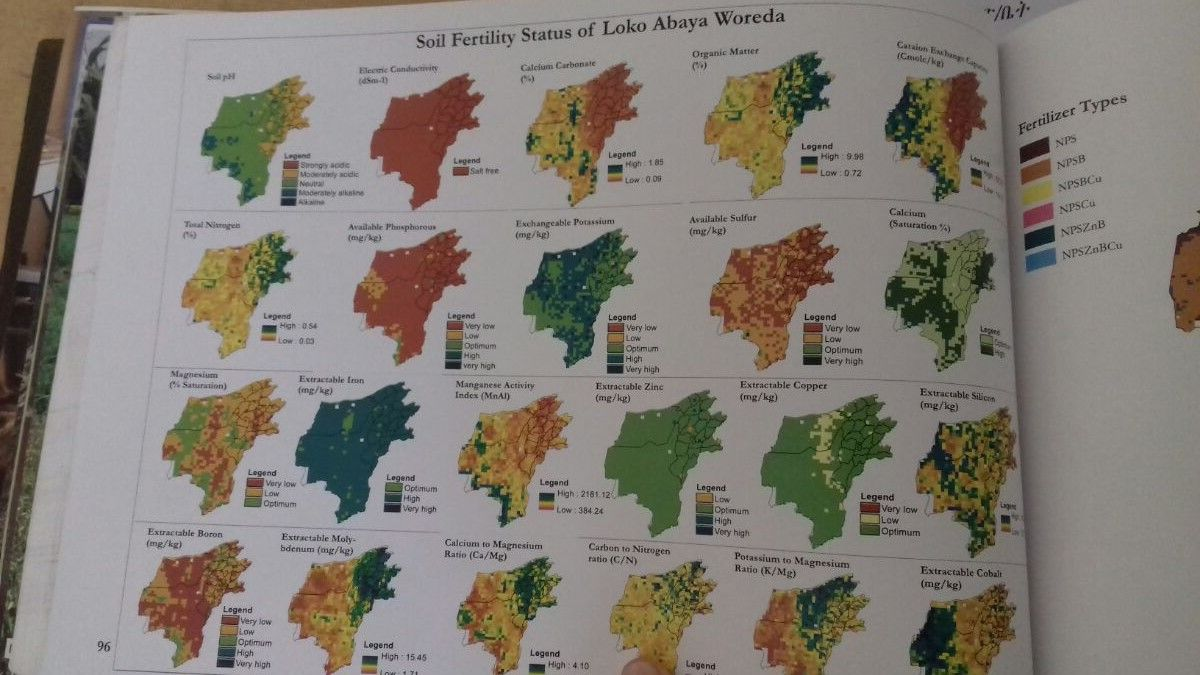 Soil Fertility Status of Loko Abaya Woreda
Soil pH
Legend
Strongly acidic
Moderately acidic
Neutral
Moderately alkaline
Alkaline
Electric Conductivity
(dSm-1)
Legend
Salt free
Calcium Carbonate
(%)
Legend
High : 1.85
Low : 0.09
Organic Matter
(%)
Legend
High : 9.98
Low : 0.72
Cataion Exchange
(Cmolc/kg)
Legend
Total Nitrogen
(%)
Legend
High : 0.54
Low : 0.03
Available Phosphorous
(mg/kg)
Legend
Very low
Low
Optimum
High
very high
Exchangeable Potassium
(mg/kg)
Legend
Very low
Low
Optimum
High
Very high
Available Sulfur
(mg/kg)
Legend
Very low
Low
Optimum
Very high
Calcium
(Saturation %)
Legend
High
Magnesium
(% Saturation)
Legend
Very low
Low
Optimum
Extractable Iron
(mg/kg)
Legend
Optimum
High
Very high
Manganese Activity
Index (MnAI)
Legend
High : 2161.12
Low : 384.24
Extractable Zinc
(mg/kg)
Legend
Low
Optimum
High
Very high
Extractable Copper
(mg/kg)
Legend
Very low
Low
Optimum
Extractable Silicon
(mg/kg)
Legend
Extractable Boron
(mg/kg)
Legend
Very low
Low
Optimum
High
Very high
Extractable Moly-
bdenum (mg/kg)
Legend
High : 15.45
Low : 1.71
Calcium to Magnesium
Ratio (Ca/Mg)
Legend
High : 4.10
Carbon to Nitrogen
ratio (C/N)
Legend
Potassium to Magnesium
Ratio (K/Mg)
Extractable Cobalt
(mg/kg)
96
Fertilizer Types
NPS
NPSB
NPSBCu
NPSCu
NPSZnB
NPSZnBCu